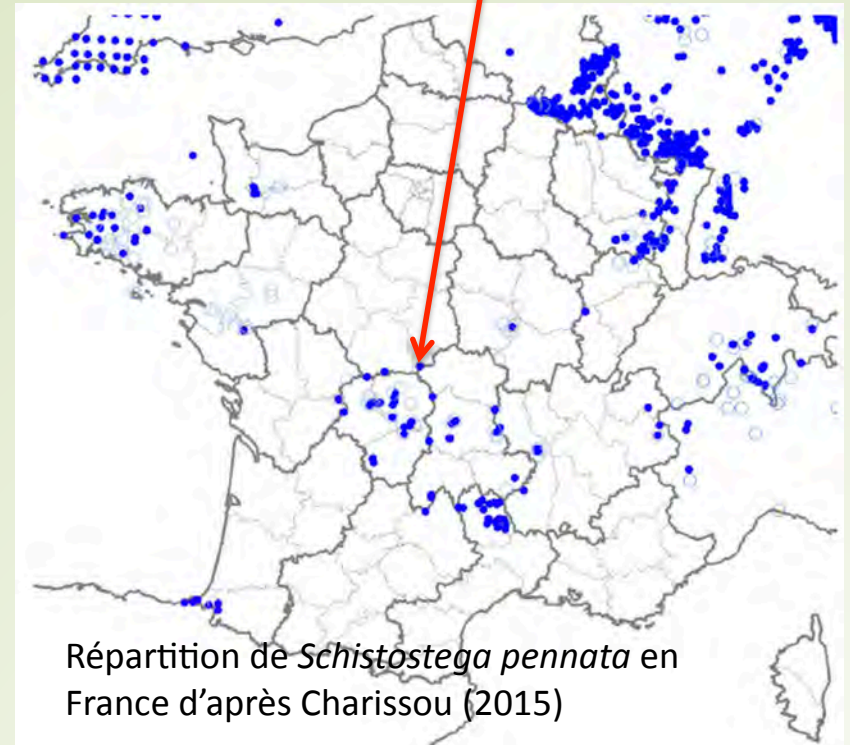 Répartition de Schistostega pennata en
France d’après Charissou (2015)